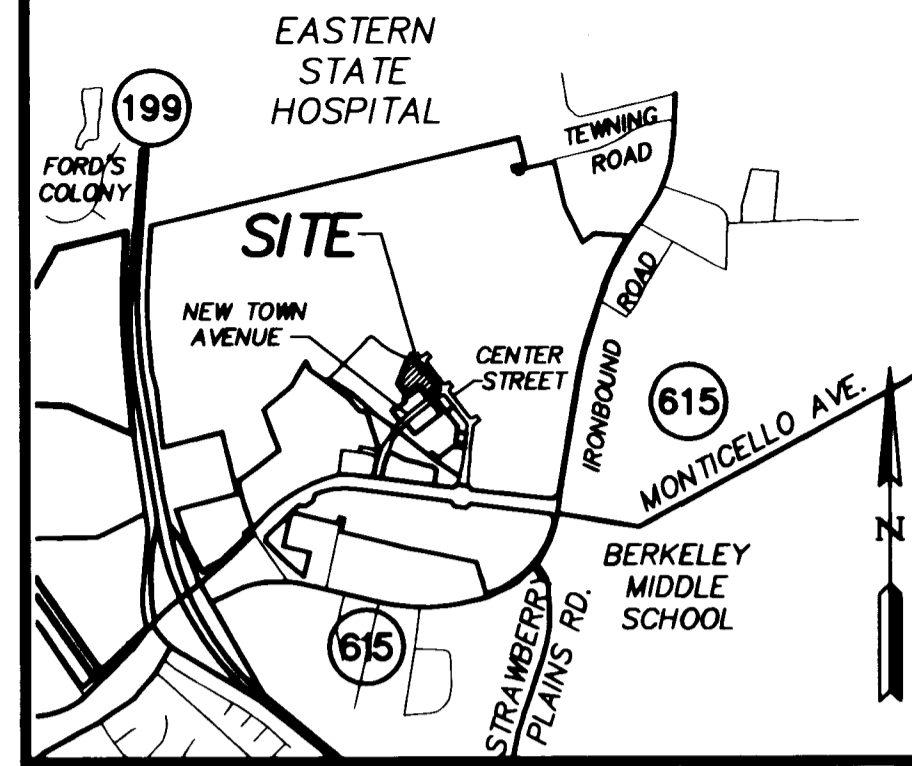 EASTERN
STATE
HOSPITAL
199
FORD'S
COLONY
TEWNING
ROAD
SITE
NEW TOWN
AVENUE
CENTER
STREET
ROAD
IRONBOUND
615
MONTICELLO AVE.
N
BERKELEY
MIDDLE
SCHOOL
615
STRAWBERRY
PLAINS RD.